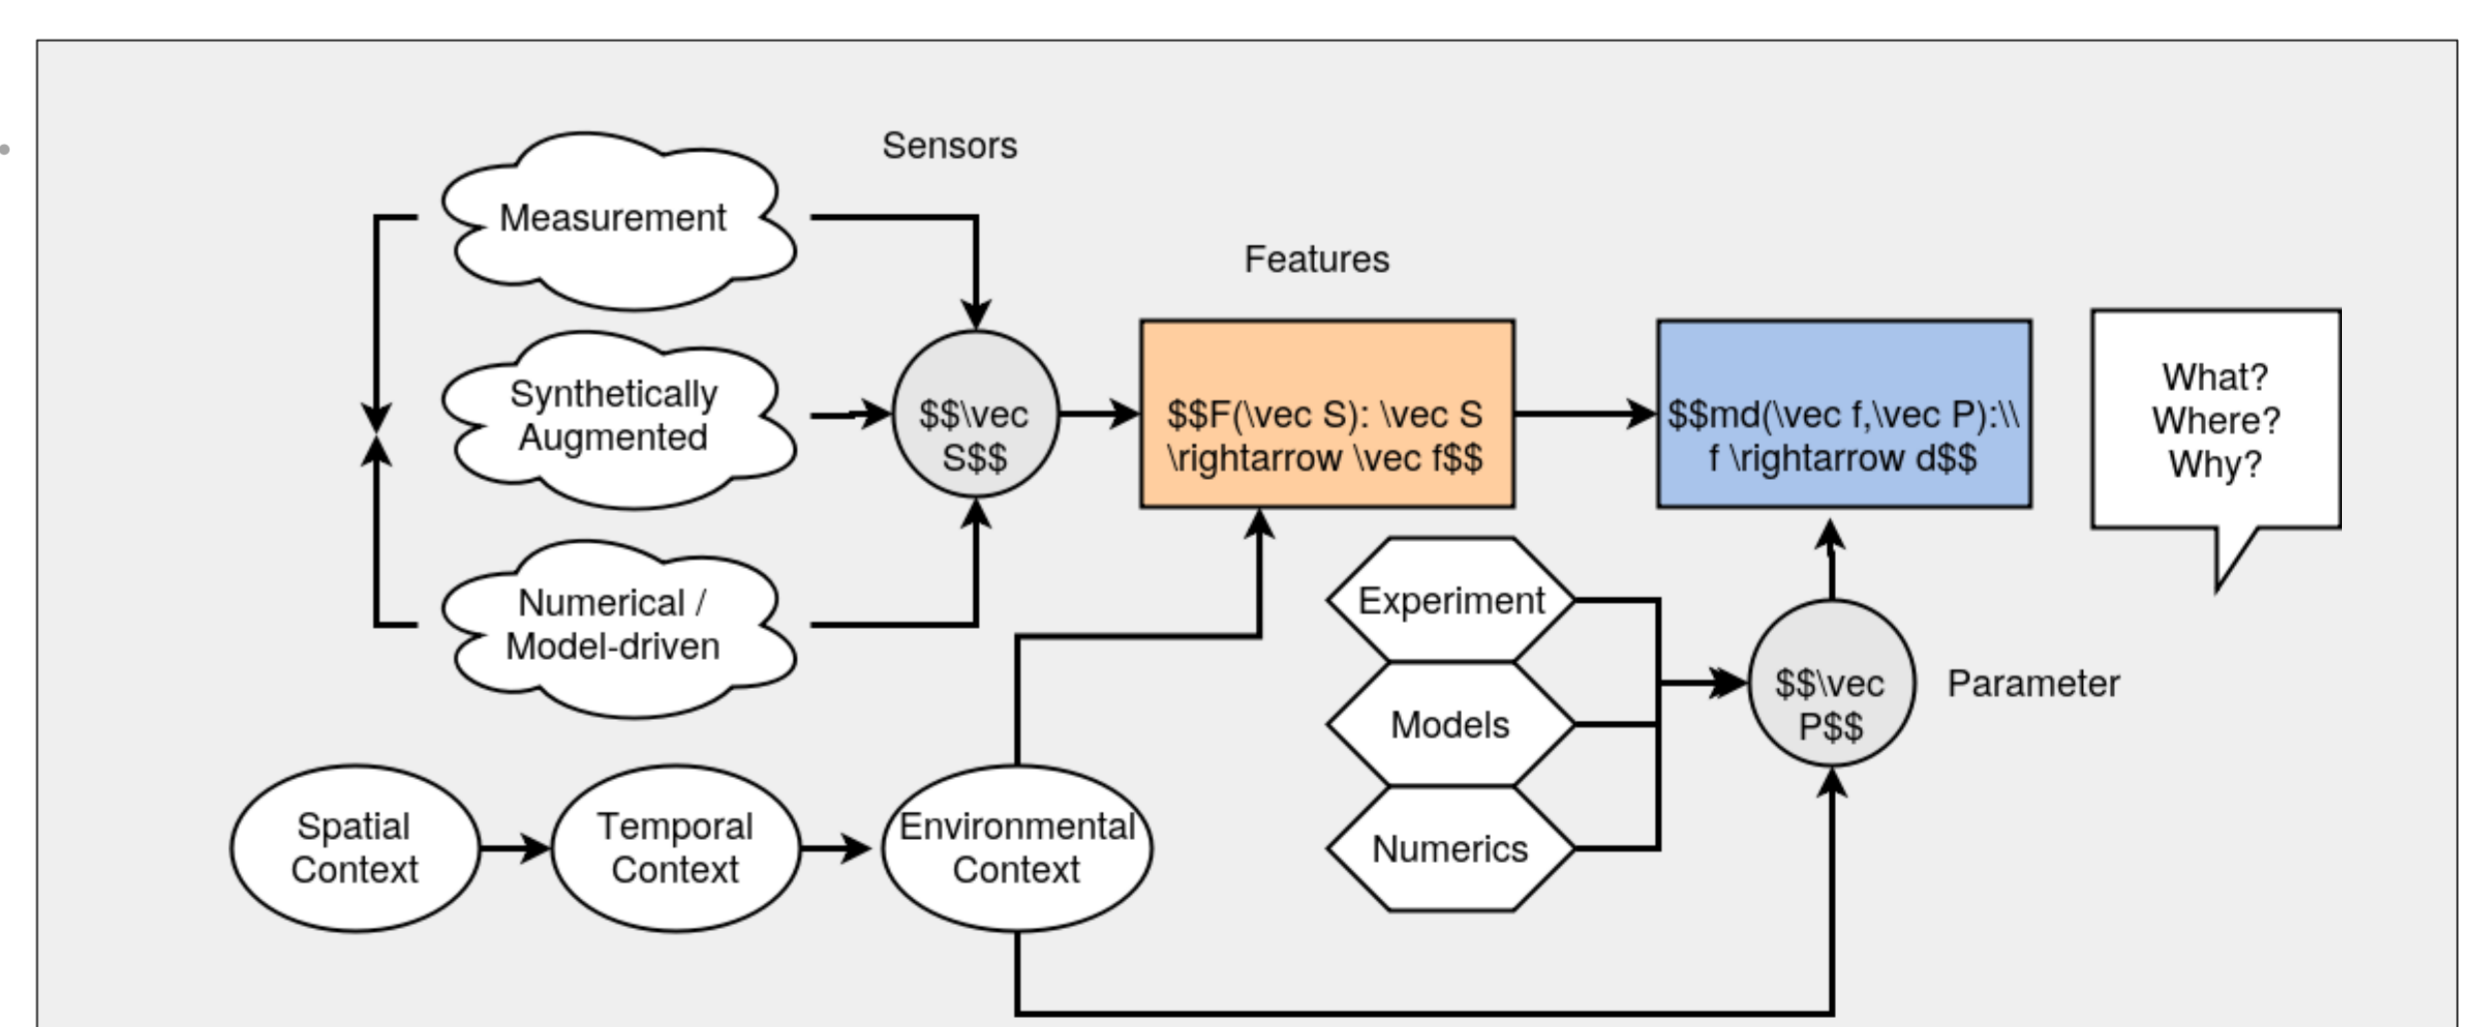 Sensors
Measurement
Features
Synthetically
Augmented
$$\vec
S$$
$$F(\vec S): \vec S
\rightarrow \vec f$$
$$md(\vec f,\vec P):\\
f \rightarrow d$$
What?
Where?
Why?
Numerical /
Model-driven
Experiment
Models
Numerics
$$\vec
P$$
Parameter
Spatial
Context
Temporal
Context
Environmental
Context